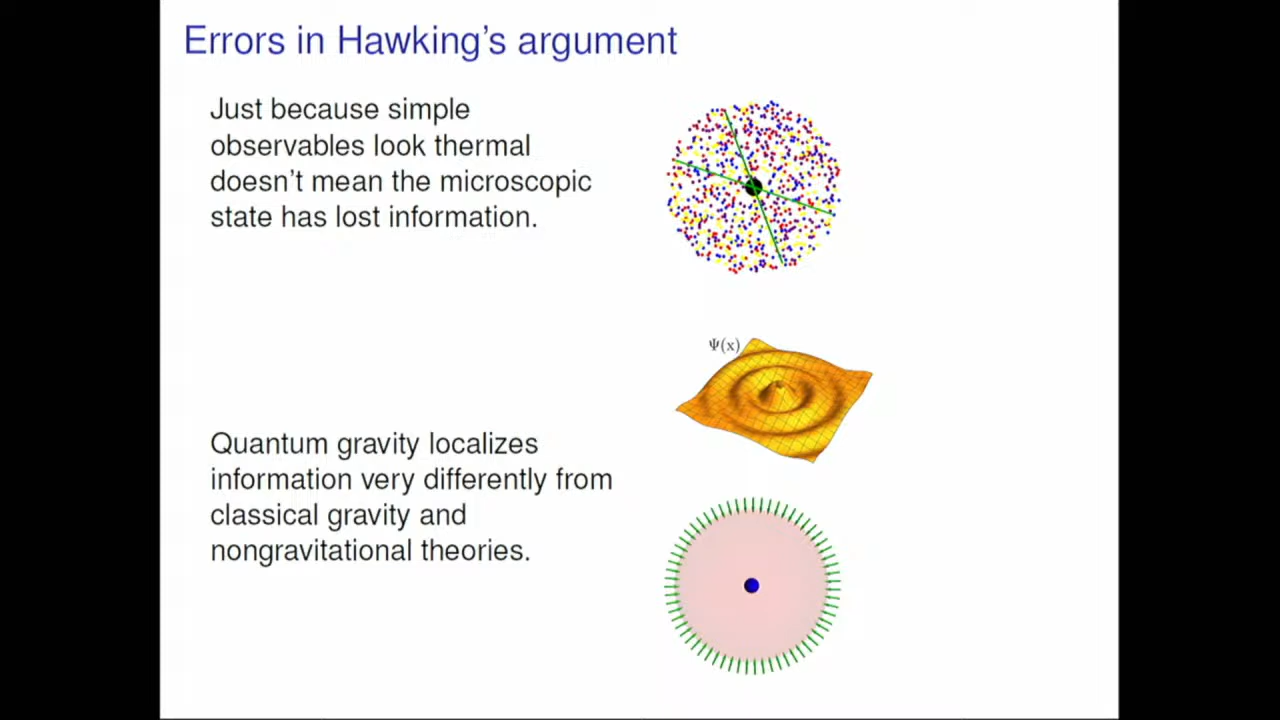 Errors in Hawking's argument
Just because simple
observables look thermal
doesn't mean the microscopic
state has lost information.
Ψ(x)
Quantum gravity localizes
information very differently from
classical gravity and
nongravitational theories.